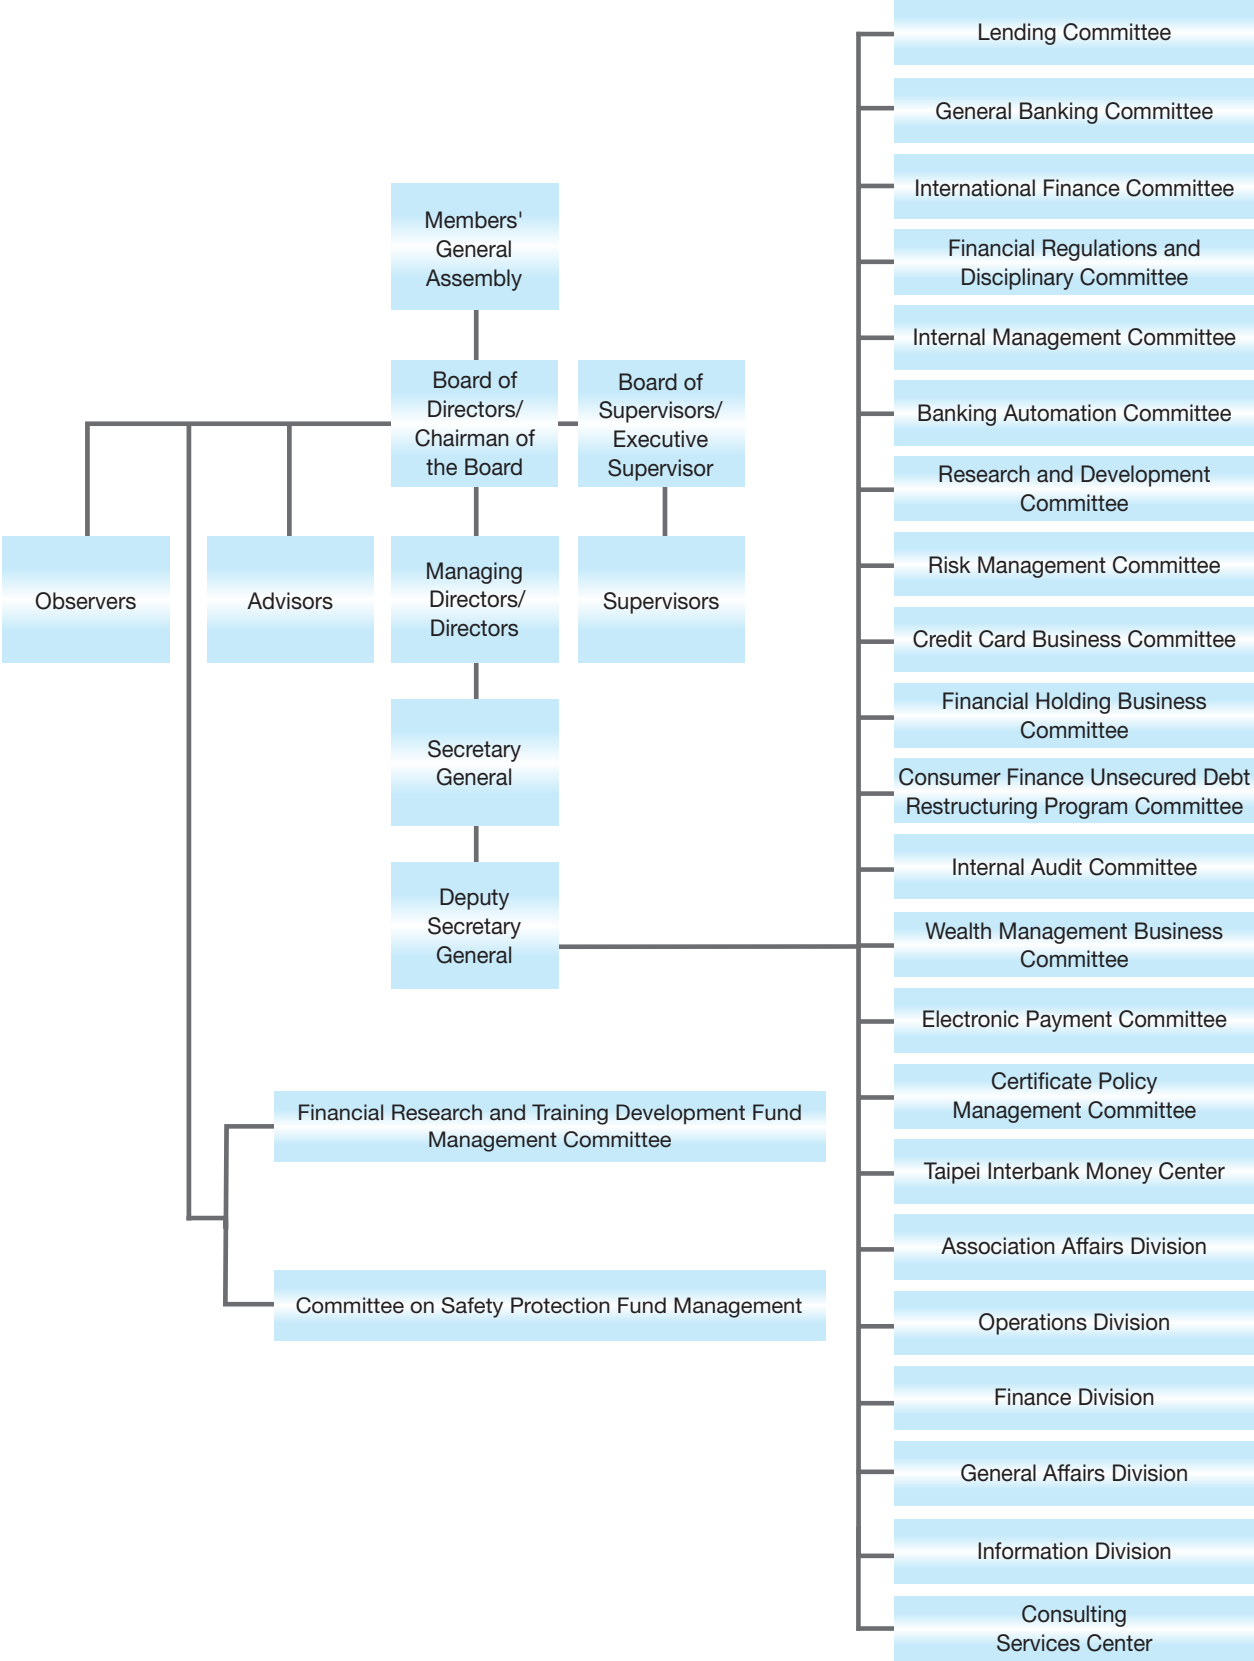 Members'
General
Assembly
Board of
Directors/
Chairman of
the Board
Board of
Supervisors/
Executive
Supervisor
Observers
Advisors
Managing
Directors/
Directors
Supervisors
Secretary
General
Deputy
Secretary
General
Financial Research and Training Development Fund
Management Committee
Committee on Safety Protection Fund Management
Lending Committee
General Banking Committee
International Finance Committee
Financial Regulations and
Disciplinary Committee
Internal Management Committee
Banking Automation Committee
Research and Development
Committee
Risk Management Committee
Credit Card Business Committee
Financial Holding Business
Committee
Consumer Finance Unsecured Debt
Restructuring Program Committee
Internal Audit Committee
Wealth Management Business
Committee
Electronic Payment Committee
Certificate Policy
Management Committee
Taipei Interbank Money Center
Association Affairs Division
Operations Division
Finance Division
General Affairs Division
Information Division
Consulting
Services Center